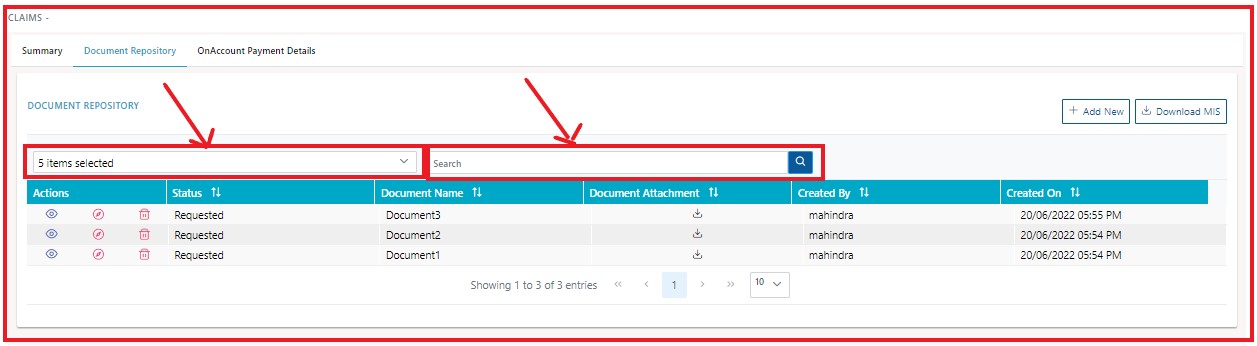 CLAIMS -
Summary Document Repository OnAccount Payment Details
DOCUMENT REPOSITORY
Add New Download MIS
5 items selected Search
Actions Status Document Name Document Attachment Created By Created On
Requested Document3 mahindra 20/06/2022 05:55 PM
Requested Document2 mahindra 20/06/2022 05:54 PM
Requested Document1 mahindra 20/06/2022 05:54 PM
Showing 1 to 3 of 3 entries « ‹ 1 › » 10